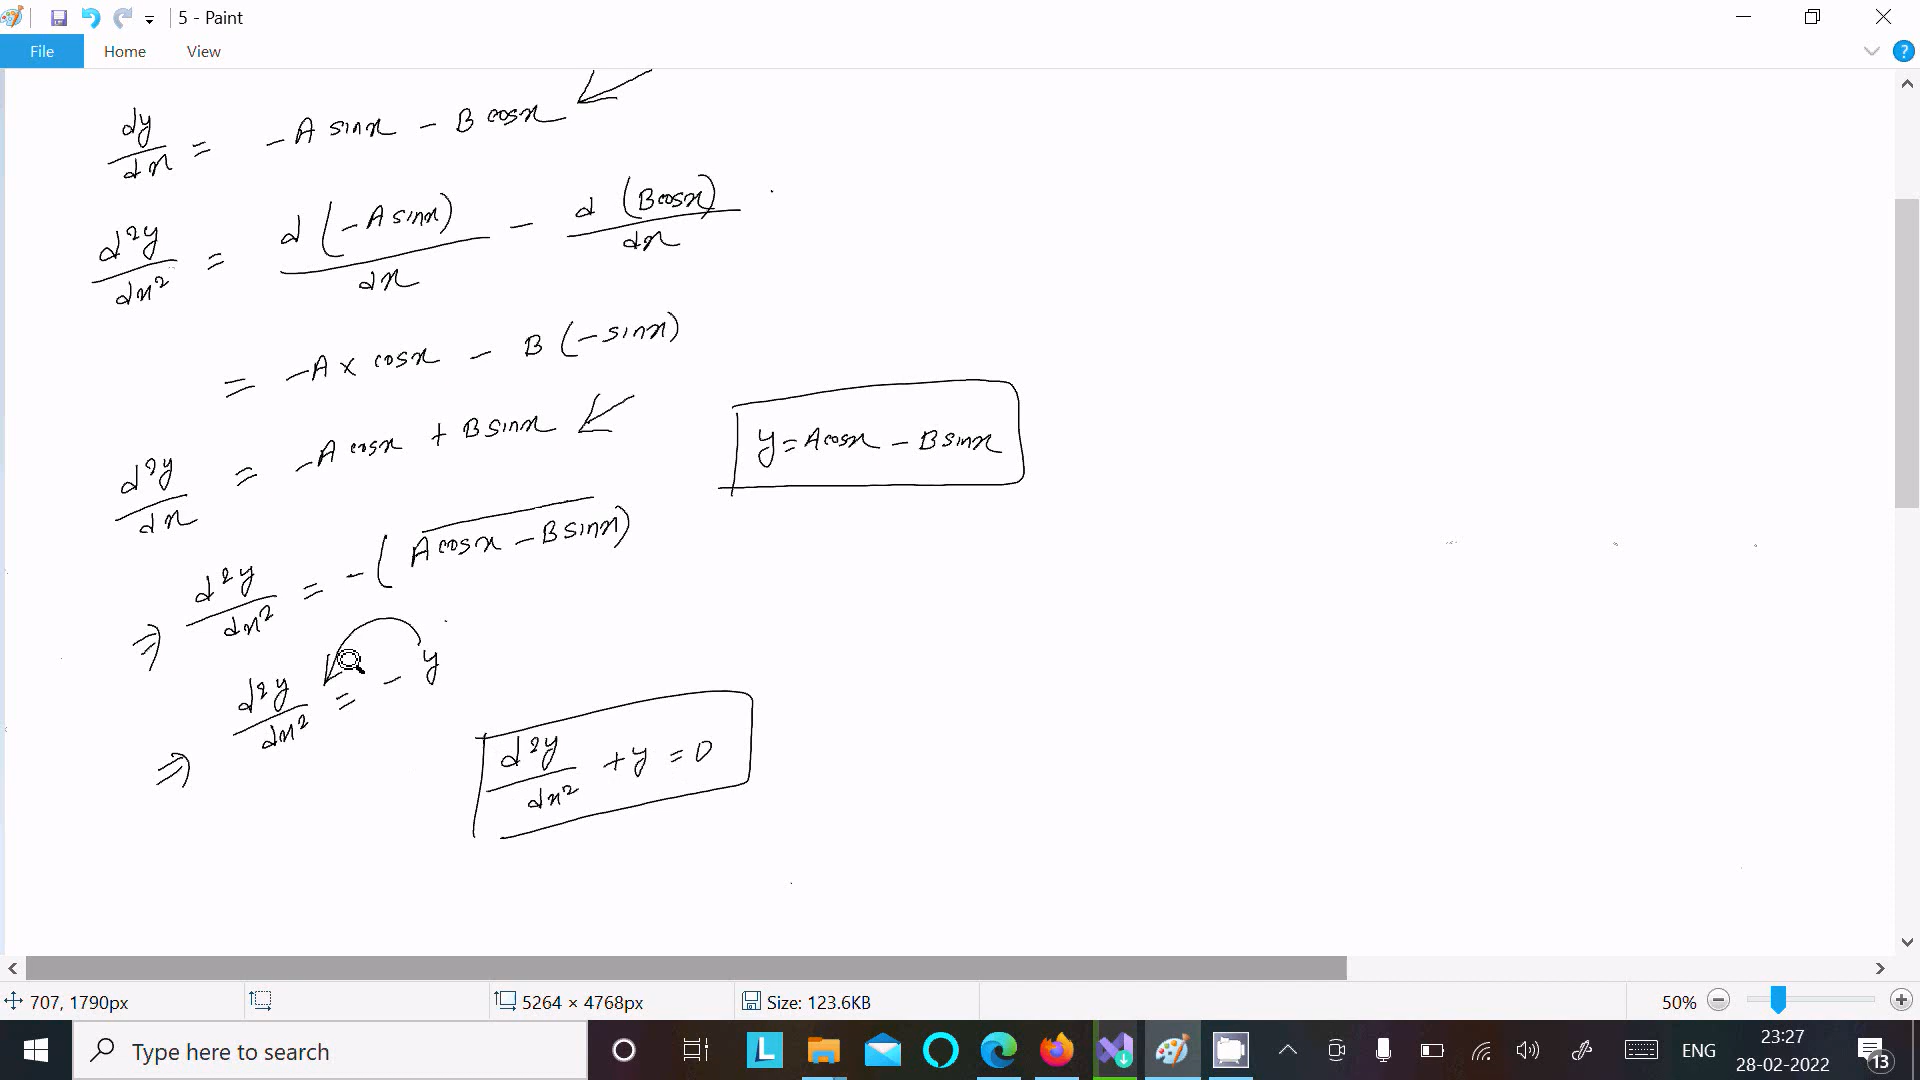 5 - Paint
File Home View
dy/dx = -A sinx - B cosx
d²y/dx² = d(-A sinx)/dx - d(B cosx)/dx
= -A x cosx - B (-sinx)
d²y/dx = -A cosx + B sinx
y = A cosx - B sinx
⇒ d²y/dx² = -(A cosx - B sinx)
⇒ d²y/dx² = -y
d²y/dx² + y = 0
707, 1790px 5264 × 4768px Size: 123.6KB 50%
Type here to search L ENG 23:27
28-02-2022 13